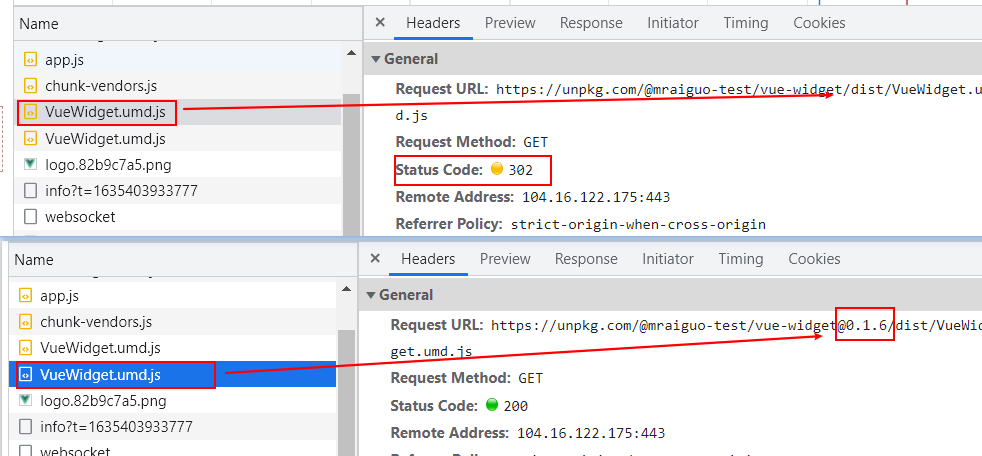 Name
app.js
chunk-vendors.js
VueWidget.umd.js
VueWidget.umd.js
logo.82b9c7a5.png
info?t=1635403933777
websocket
× Headers Preview Response Initiator Timing Cookies
▼ General
Request URL: https://unpkg.com/@mraiguo-test/vue-widget/dist/VueWidget.um
d.js
Request Method: GET
Status Code: 302
Remote Address: 104.16.122.175:443
Referrer Policy: strict-origin-when-cross-origin
Name
app.js
chunk-vendors.js
VueWidget.umd.js
VueWidget.umd.js
logo.82b9c7a5.png
info?t=1635403933777
websocket
× Headers Preview Response Initiator Timing Cookies
▼ General
Request URL: https://unpkg.com/@mraiguo-test/vue-widget@0.1.6/dist/VueWid
get.umd.js
Request Method: GET
Status Code: 200
Remote Address: 104.16.122.175:443